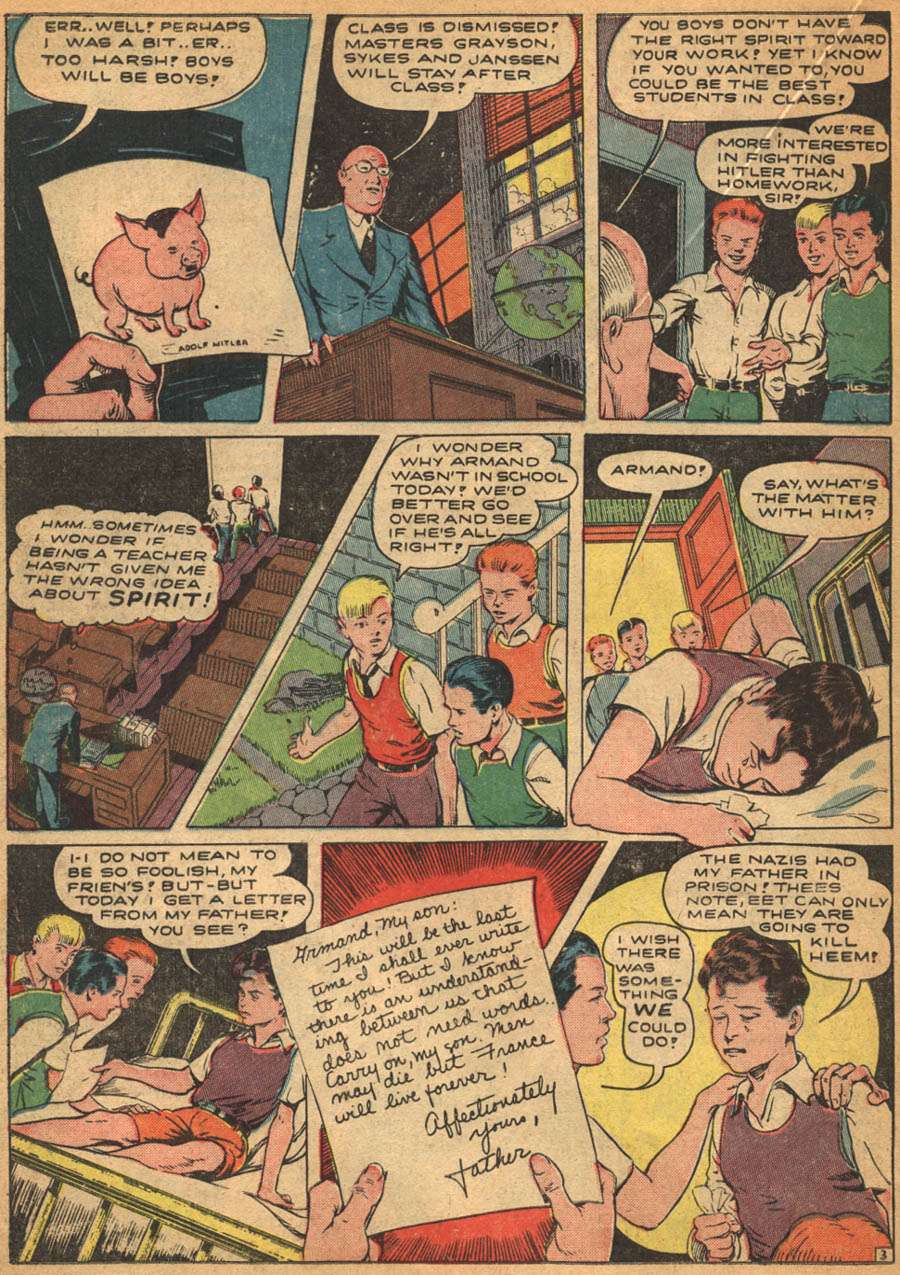 ERR..WELL! PERHAPS
I WAS A BIT..ER..
TOO HARSH! BOYS
WILL BE BOYS!
ADOLF HITLER
CLASS IS DISMISSED!
MASTERS GRAYSON,
SYKES AND JANSSEN
WILL STAY AFTER
CLASS!
YOU BOYS DON'T HAVE
THE RIGHT SPIRIT TOWARD
YOUR WORK! YET I KNOW
IF YOU WANTED TO, YOU
COULD BE THE BEST
STUDENTS IN CLASS!
WE'RE
MORE INTERESTED
IN FIGHTING
HITLER THAN
HOMEWORK,
SIR!
HMM..SOMETIMES
I WONDER IF
BEING A TEACHER
HASN'T GIVEN ME
THE WRONG IDEA
ABOUT SPIRIT!
I WONDER
WHY ARMAND
WASN'T IN SCHOOL
TODAY! WE'D
BETTER GO
OVER AND SEE
IF HE'S ALL
RIGHT!
ARMAND!
SAY, WHAT'S
THE MATTER
WITH HIM?
I-I DO NOT MEAN TO
BE SO FOOLISH, MY
FRIEN'S! BUT-BUT
TODAY I GET A LETTER
FROM MY FATHER!
YOU SEE?
Armand, my son:
This will be the last
time I shall ever write
to you! But I know
there is an understand-
ing between us that
does not need words..
Carry on, my son. Men
may die but France
will live forever!
Affectionately
yours,
Father
I WISH
THERE
WAS
SOME-
THING
WE
COULD
DO!
THE NAZIS HAD
MY FATHER IN
PRISON! THEES
NOTE, EET CAN ONLY
MEAN THEY ARE
GOING TO
KILL
HEEM!
3